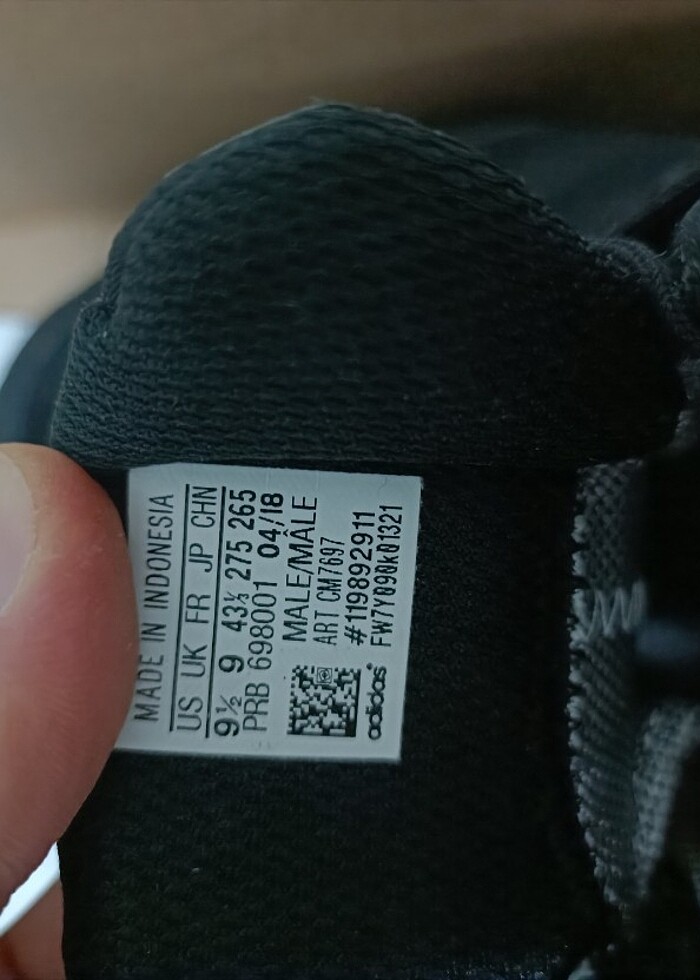 MADE IN INDONESIA
US UK FR JP CHN
9½ 9 43⅓ 275 265
PRB 698001 04/18
MALE/MÂLE
ART CM7697
#119892911
FW7Y090K01321
adidas